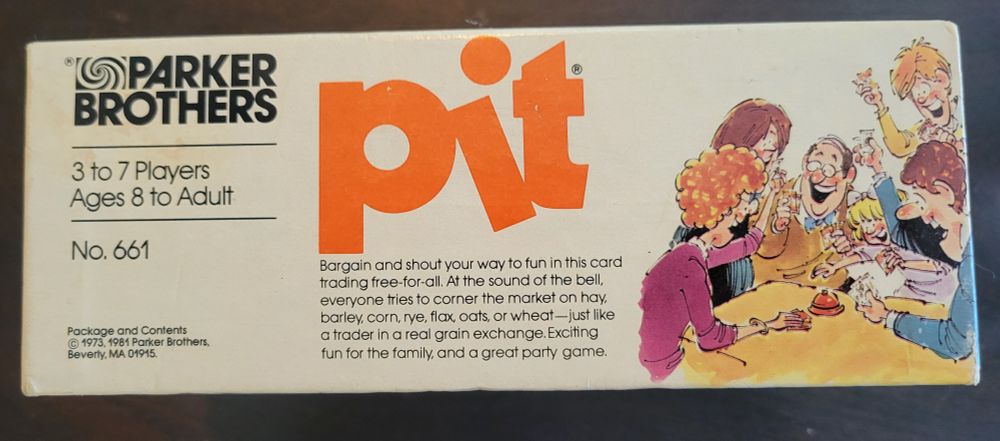 ® PARKER
BROTHERS
3 to 7 Players
Ages 8 to Adult
No. 661
Package and Contents
© 1973, 1981 Parker Brothers,
Beverly, MA 01915.
pit®
Bargain and shout your way to fun in this card
trading free-for-all. At the sound of the bell,
everyone tries to corner the market on hay,
barley, corn, rye, flax, oats, or wheat—just like
a trader in a real grain exchange. Exciting
fun for the family, and a great party game.